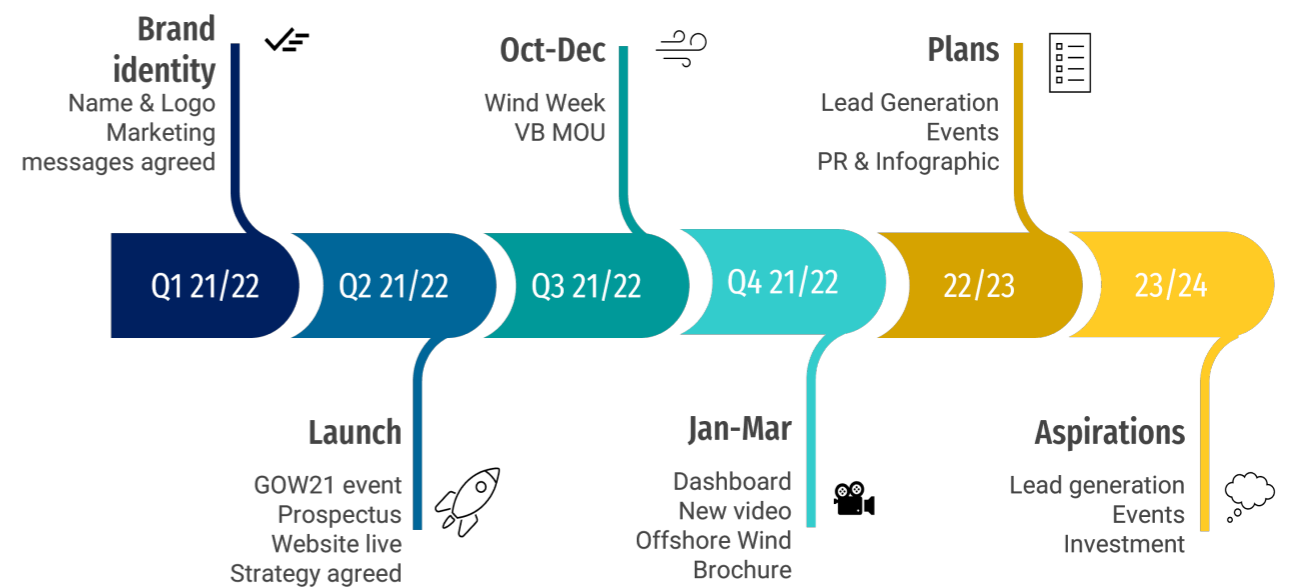 Brand
identity
Name & Logo
Marketing
messages agreed
Oct-Dec
Wind Week
VB MOU
Plans
Lead Generation
Events
PR & Infographic
Q1 21/22
Q2 21/22
Q3 21/22
Q4 21/22
22/23
23/24
Launch
GOW21 event
Prospectus
Website live
Strategy agreed
Jan-Mar
Dashboard
New video
Offshore Wind
Brochure
Aspirations
Lead generation
Events
Investment